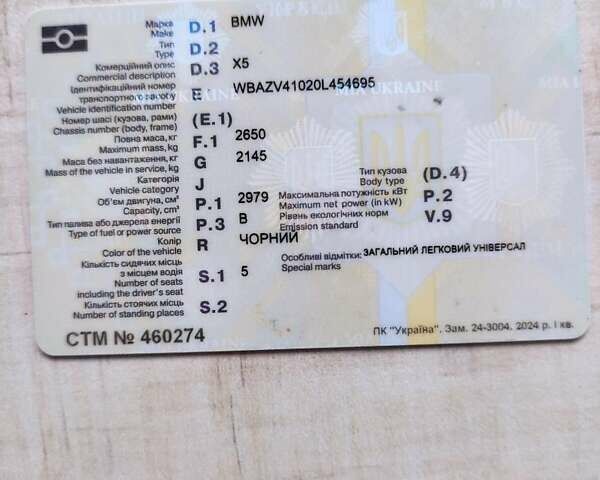 Марка
Make D.1 BMW
Тип
Type D.2
Комерційний опис
Commercial description D.3 X5
Ідентифікаційний номер
транспортного засобу
Vehicle identification number E WBAZV41020L454695
MIA UKRAINE
Номер шасі (кузова, рами)
Chassis number (body, frame) (E.1)
Повна маса, кг
Maximum mass, kg F.1 2650
Маса без навантаження, кг
Mass of the vehicle in service, kg G 2145
Категорія
Vehicle category J
Тип кузова
Body type (D.4)
Об'єм двигуна, см³
Capacity, cm³ P.1 2979
Максимальна потужність кВт
Maximum net power (in kW) P.2
Тип палива або джерела енергії
Type of fuel or power source P.3 B
Рівень екологічних норм
Emission standard V.9
Колір
Color of the vehicle R ЧОРНИЙ
Особливі відмітки: ЗАГАЛЬНИЙ ЛЕГКОВИЙ УНІВЕРСАЛ
Special marks
Кількість сидячих місць
з місцем водія
Number of seats
including the driver's seat S.1 5
Кількість стоячих місць
Number of standing places S.2
СТМ № 460274
ПК "Україна". Зам. 24-3004. 2024 р. І кв.